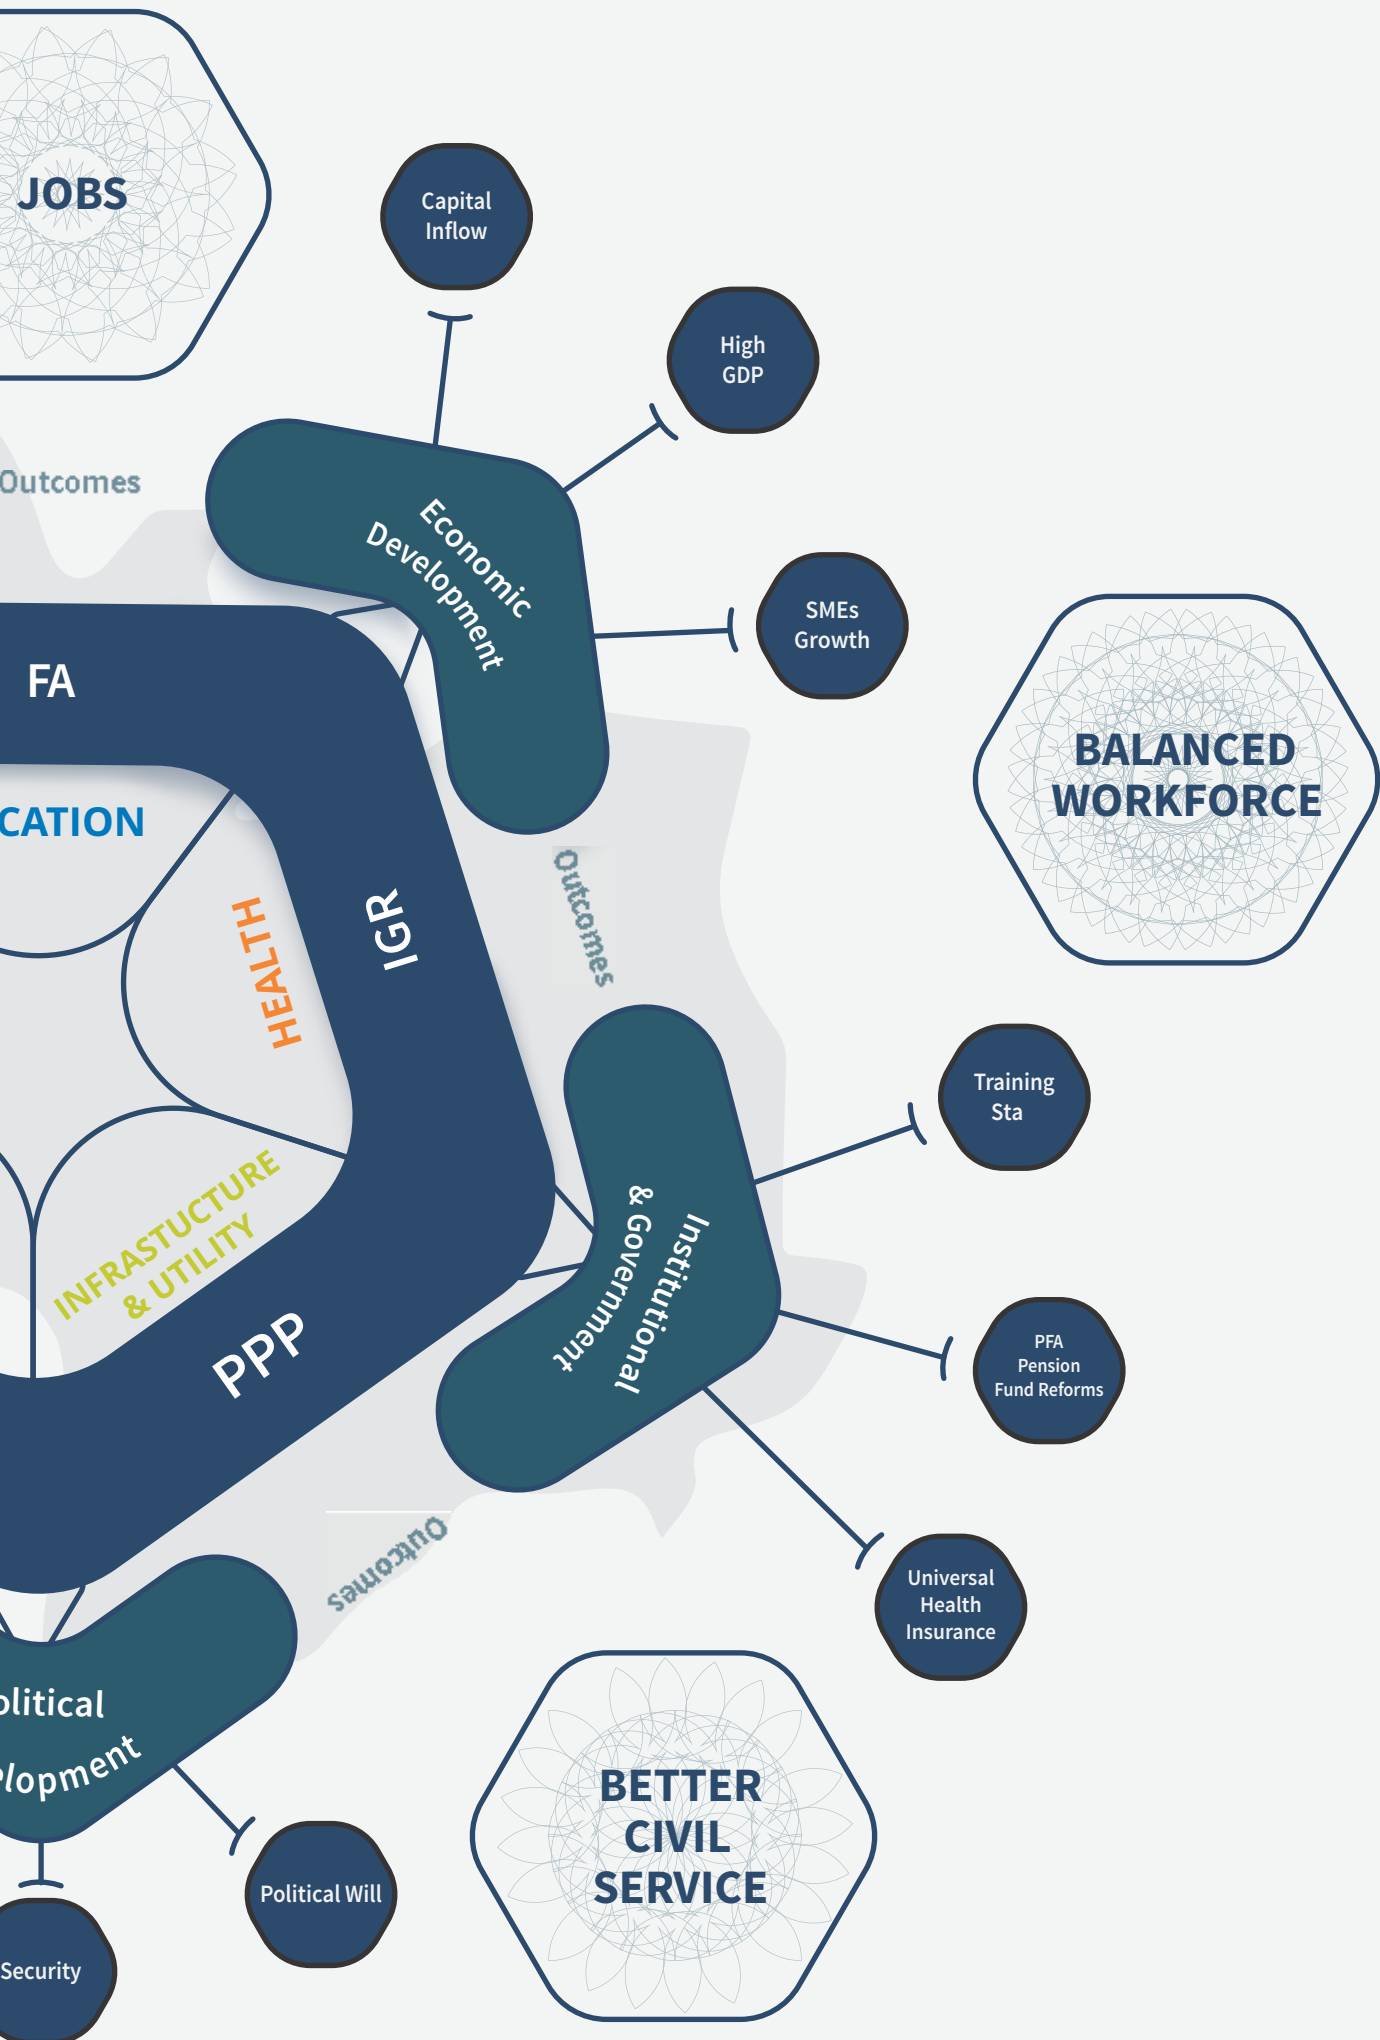 JOBS
Capital
Inflow
High
GDP
Outcomes
Economic
Development
SMEs
Growth
FA
CATION
BALANCED
WORKFORCE
IGR
HEALTH
Outcomes
Training
Sta
INFRASTUCTURE
& UTILITY
Institutional
& Government
PPP
PFA
Pension
Fund Reforms
Outcomes
Universal
Health
Insurance
olitical
elopment
BETTER
CIVIL
SERVICE
Political Will
Security